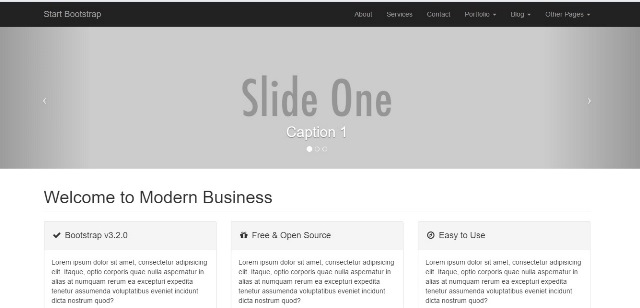 Start Bootstrap
About Services Contact Portfolio Blog Other Pages
Slide One
Caption 1
Welcome to Modern Business
Bootstrap v3.2.0
Lorem ipsum dolor sit amet, consectetur adipisicing
elit. Itaque, optio corporis quae nulla aspernatur in
alias at numquam rerum ea excepturi expedita
tenetur assumenda voluptatibus eveniet incidunt
dicta nostrum quod?
Free & Open Source
Lorem ipsum dolor sit amet, consectetur adipisicing
elit. Itaque, optio corporis quae nulla aspernatur in
alias at numquam rerum ea excepturi expedita
tenetur assumenda voluptatibus eveniet incidunt
dicta nostrum quod?
Easy to Use
Lorem ipsum dolor sit amet, consectetur adipisicing
elit. Itaque, optio corporis quae nulla aspernatur in
alias at numquam rerum ea excepturi expedita
tenetur assumenda voluptatibus eveniet incidunt
dicta nostrum quod?